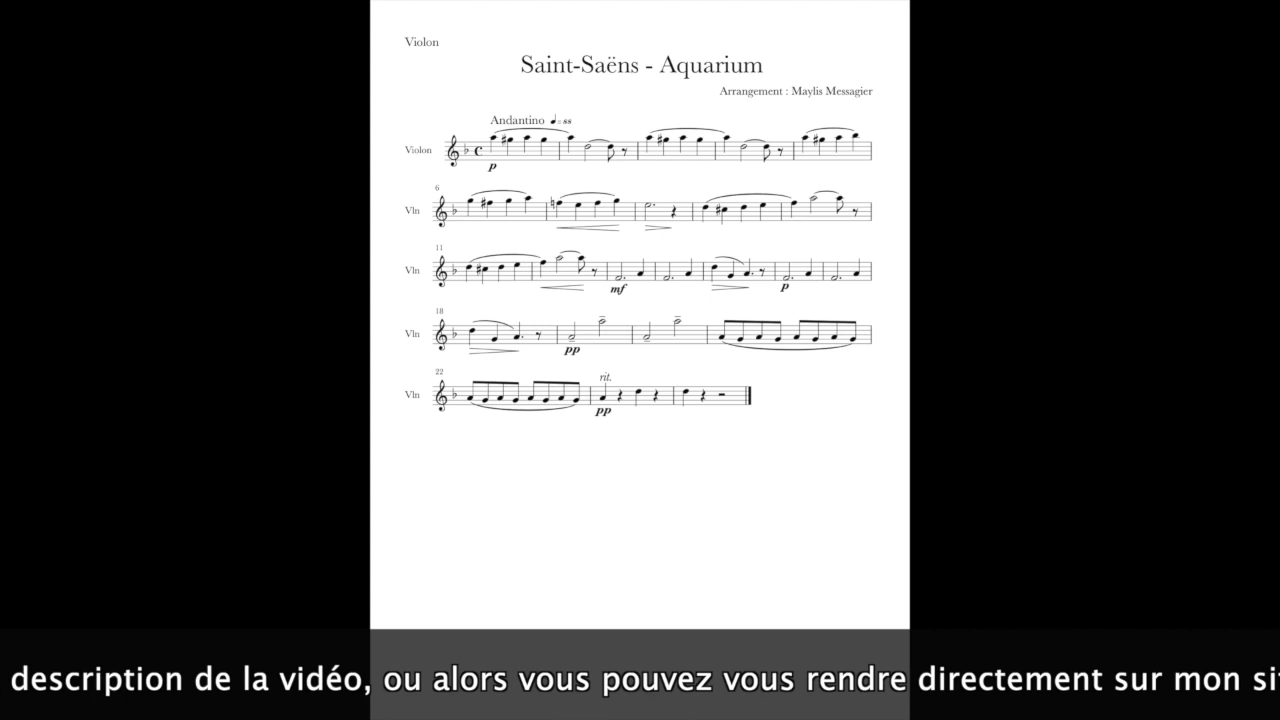 Violon
Saint-Saëns - Aquarium
Arrangement : Maylis Messagier
Andantino ♩= ss
Violon
p
6
Vln
11
Vln
mf
p
18
Vln
pp
22
Vln
rit.
pp
description de la vidéo, ou alors vous pouvez vous rendre directement sur mon